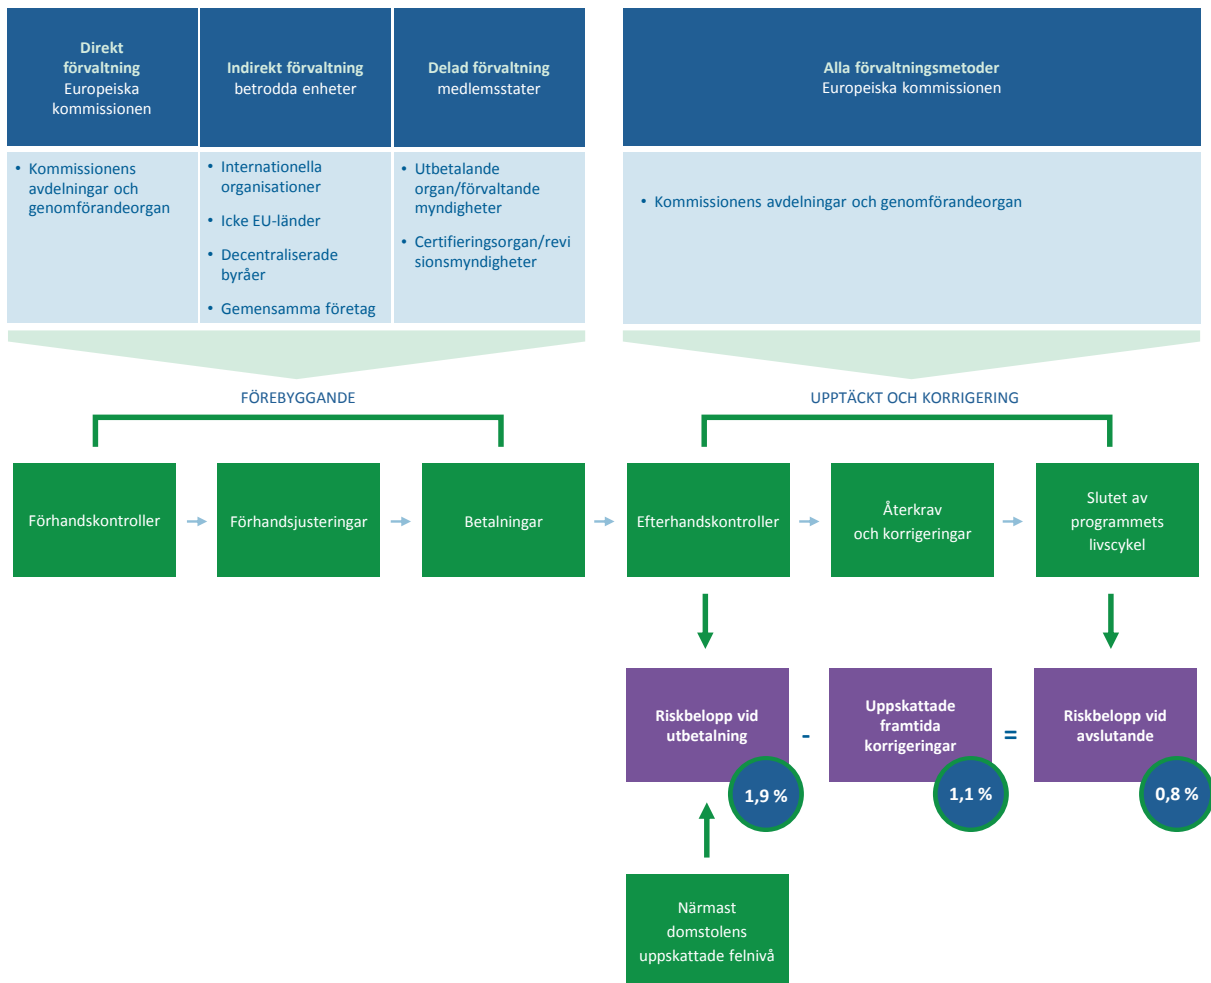 Direkt
förvaltning
Europeiska
kommissionen
Indirekt förvaltning
betrodda enheter
Delad förvaltning
medlemsstater
Alla förvaltningsmetoder
Europeiska kommissionen
• Kommissionens
avdelningar och
genomförandeorgan
• Internationella
organisationer
• Icke EU-länder
• Decentraliserade
byråer
• Gemensamma företag
• Utbetalande
organ/förvaltande
myndigheter
• Certifieringsorgan/revi
sionsmyndigheter
• Kommissionens avdelningar och genomförandeorgan
FÖREBYGGANDE
UPPTÄCKT OCH KORRIGERING
Förhandskontroller
Förhandsjusteringar
Betalningar
Efterhandskontroller
Återkrav
och korrigeringar
Slutet av
programmets
livscykel
Riskbelopp vid
utbetalning
1,9 %
-
Uppskattade
framtida
korrigeringar
1,1 %
=
Riskbelopp vid
avslutande
0,8 %
Närmast
domstolens
uppskattade felnivå